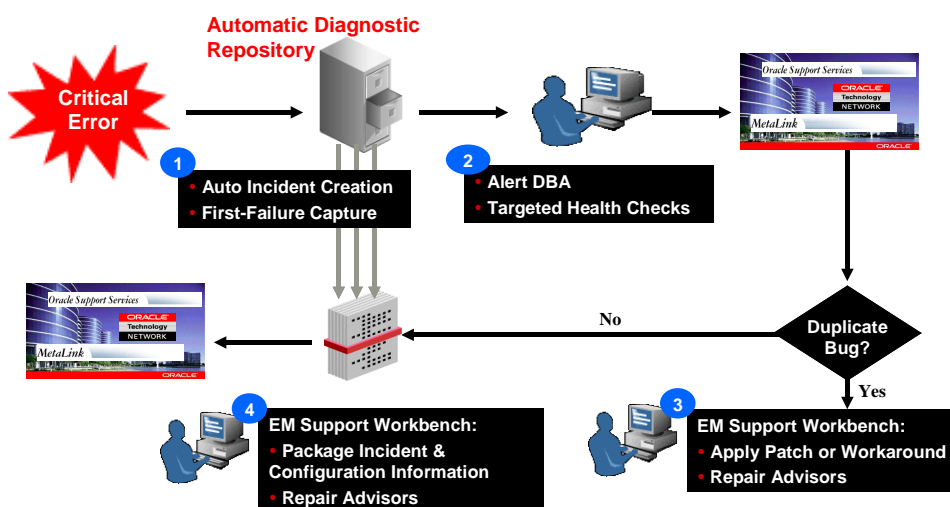 Automatic Diagnostic
Repository
Critical
Error
Oracle Support Services
ORACLE
Technology
NETWORK
MetaLink
ORACLE
1
• Auto Incident Creation
• First-Failure Capture
2
• Alert DBA
• Targeted Health Checks
Oracle Support Services
ORACLE
Technology
NETWORK
MetaLink
ORACLE
No
Duplicate
Bug?
Yes
4
EM Support Workbench:
• Package Incident &
Configuration Information
• Repair Advisors
3
EM Support Workbench:
• Apply Patch or Workaround
• Repair Advisors